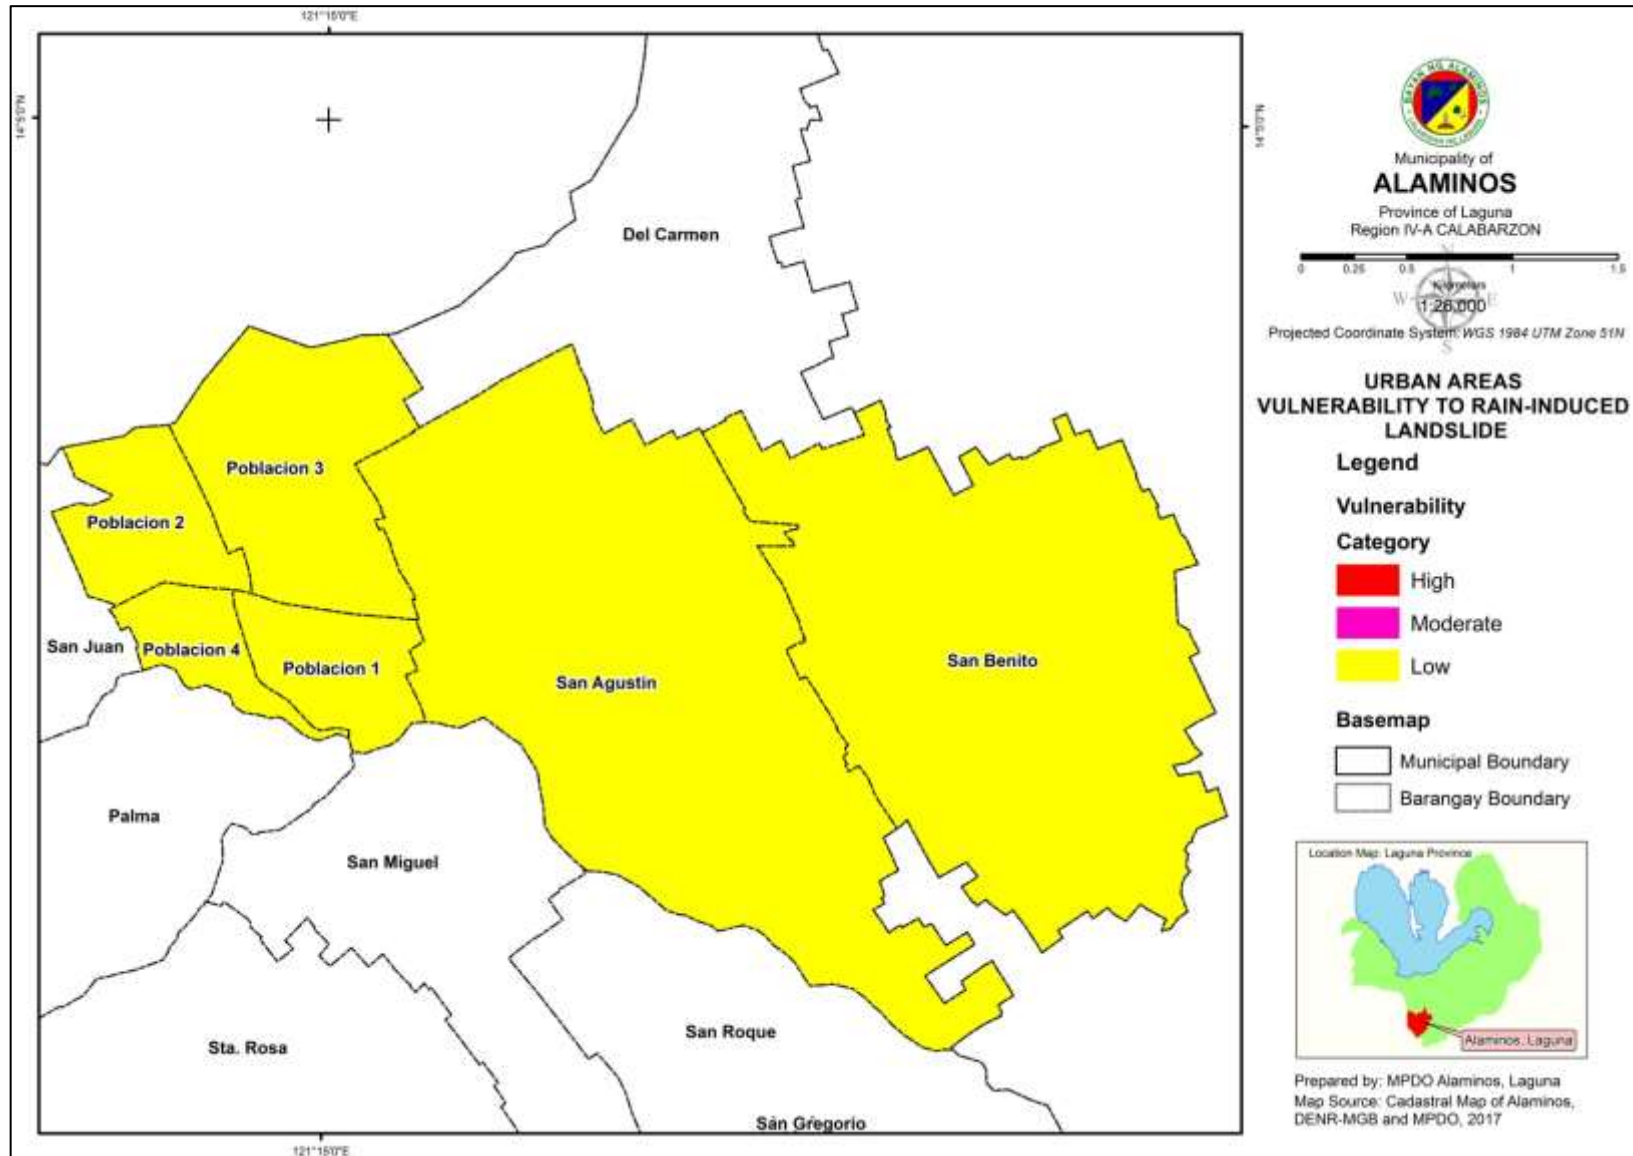 121°15'0"E
14°5'0"N
14°5'0"N
Del Carmen
Poblacion 3
Poblacion 2
San Juan
Poblacion 4
Poblacion 1
San Agustin
San Benito
Palma
San Miguel
Sta. Rosa
San Roque
San Gregorio
121°15'0"E
BAYAN NG ALAMINOS
Municipality of
ALAMINOS
Province of Laguna
Region IV-A CALABARZON
0 0.25 0.5 1 1.5
Kilometers
N
W E
1:26,000
Projected Coordinate System: WGS 1984 UTM Zone 51N
S
URBAN AREAS
VULNERABILITY TO RAIN-INDUCED
LANDSLIDE
Legend
Vulnerability
Category
High
Moderate
Low
Basemap
Municipal Boundary
Barangay Boundary
Location Map: Laguna Province
Alaminos, Laguna
Prepared by: MPDO Alaminos, Laguna
Map Source: Cadastral Map of Alaminos,
DENR-MGB and MPDO, 2017